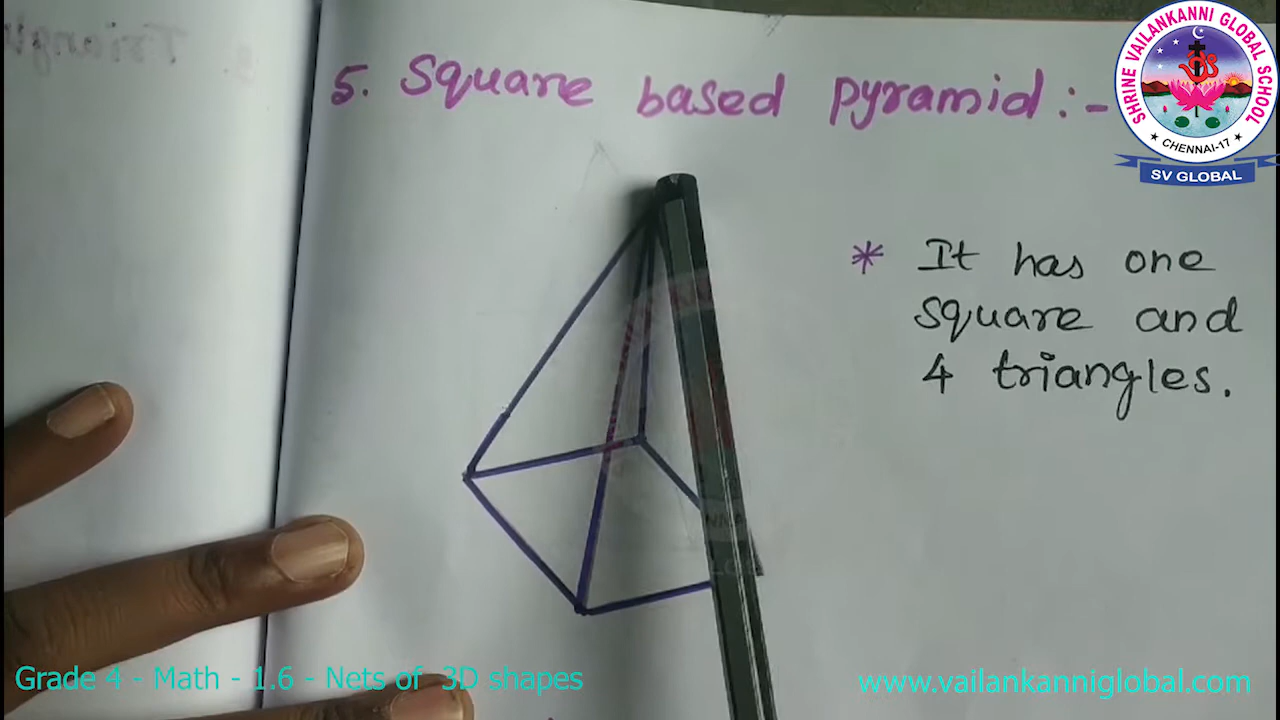 5. Square based pyramid :-
* It has one
square and
4 triangles.
SHRINE VAILANKANNI GLOBAL SCHOOL
★ CHENNAI-17 ★
SV GLOBAL
Grade 4 - Math - 1.6 - Nets of 3D shapes
www.vailankanniglobal.com